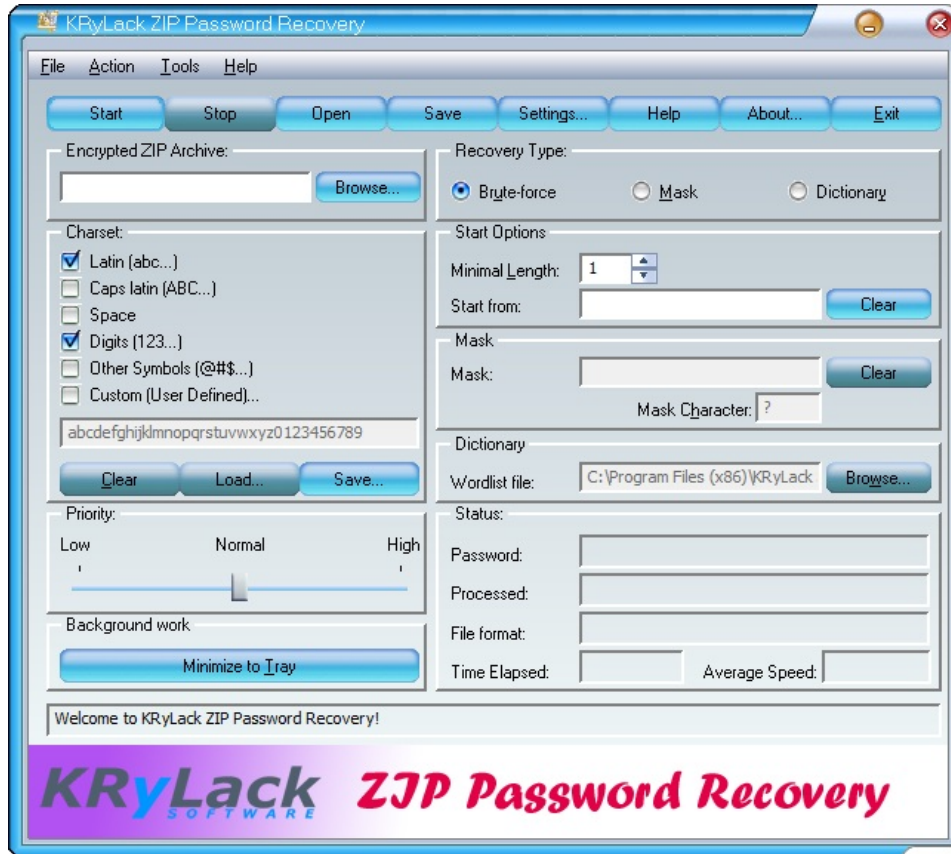 KRyLack ZIP Password Recovery
File Action Tools Help
Start Stop Open Save Settings... Help About... Exit
Encrypted ZIP Archive:
Browse...
Recovery Type:
Brute-force Mask Dictionary
Charset:
Latin (abc...)
Caps latin (ABC...)
Space
Digits (123...)
Other Symbols (@#$...)
Custom (User Defined)...
abcdefghijklmnopqrstuvwxyz0123456789
Clear Load... Save...
Start Options
Minimal Length: 1
Start from: Clear
Mask
Mask: Clear
Mask Character: ?
Dictionary
Wordlist file: C:\Program Files (x86)\KRyLack Browse...
Priority:
Low Normal High
Background work
Minimize to Tray
Status:
Password:
Processed:
File format:
Time Elapsed: Average Speed:
Welcome to KRyLack ZIP Password Recovery!
KRyLack ZIP Password Recovery
SOFTWARE